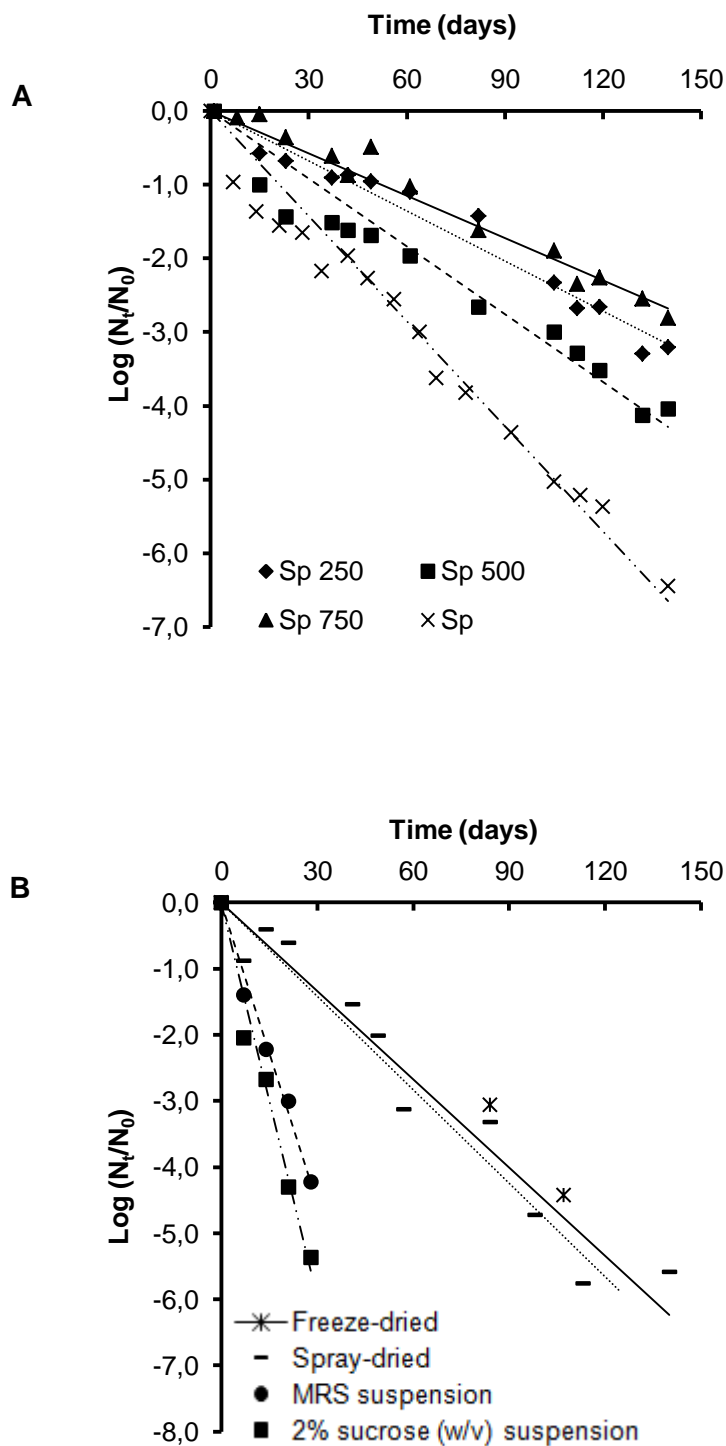 Time (days)
A
0 30 60 90 120 150
0,0
-1,0
-2,0
-3,0
-4,0
-5,0
-6,0
-7,0
Log (Nt/N0)
Sp 250 Sp 500
Sp 750 Sp
Time (days)
B
0 30 60 90 120 150
0,0
-1,0
-2,0
-3,0
-4,0
-5,0
-6,0
-7,0
-8,0
Log (Nt/N0)
Freeze-dried
Spray-dried
MRS suspension
2% sucrose (w/v) suspension